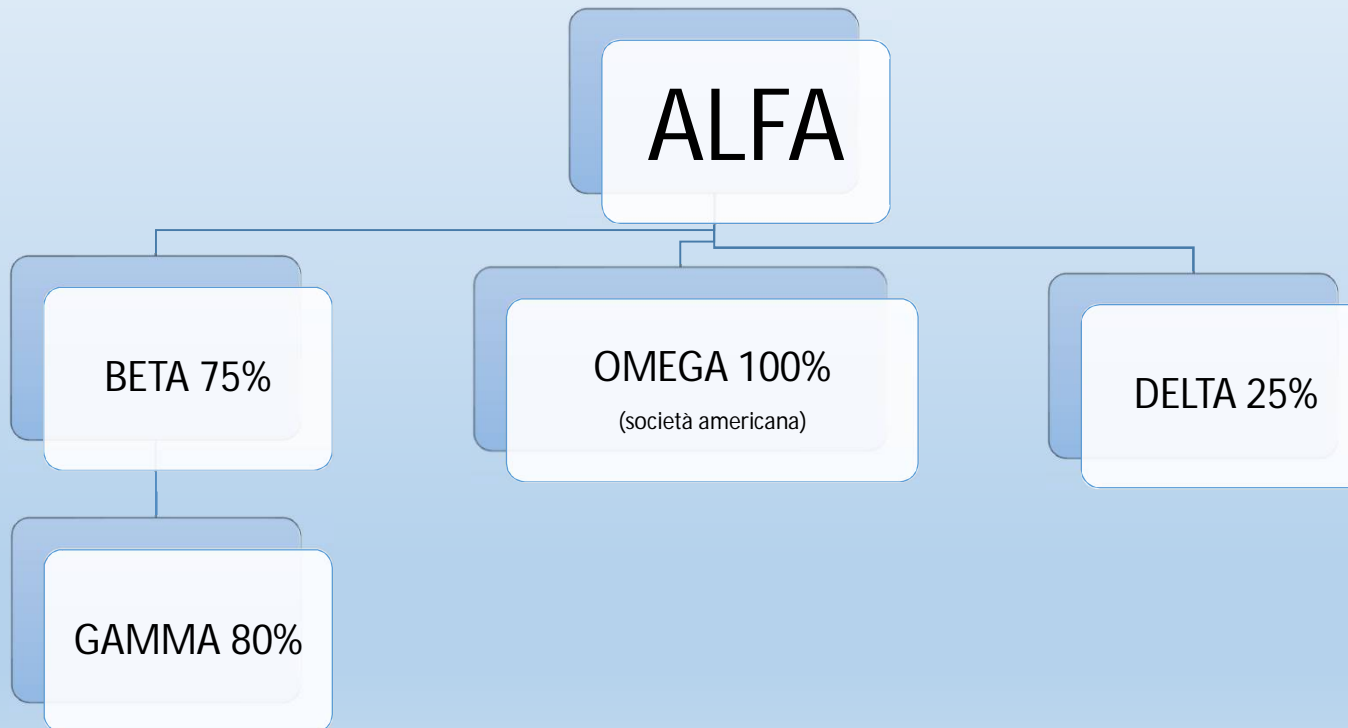 ALFA
BETA 75%
OMEGA 100%
(società americana)
DELTA 25%
GAMMA 80%